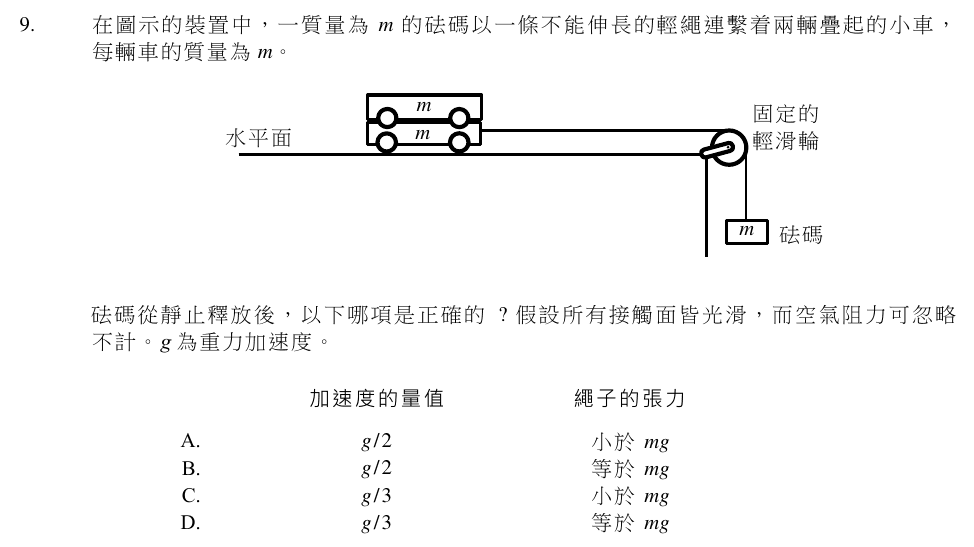 9. 在圖示的裝置中，一質量為 m 的砝碼以一條不能伸長的輕繩連繫着兩輛疊起的小車，
每輛車的質量為 m。
m
m
固定的
輕滑輪
水平面
m 砝碼
砝碼從靜止釋放後，以下哪項是正確的 ? 假設所有接觸面皆光滑，而空氣阻力可忽略
不計。g 為重力加速度。
加速度的量值 繩子的張力
A. g/2 小於 mg
B. g/2 等於 mg
C. g/3 小於 mg
D. g/3 等於 mg